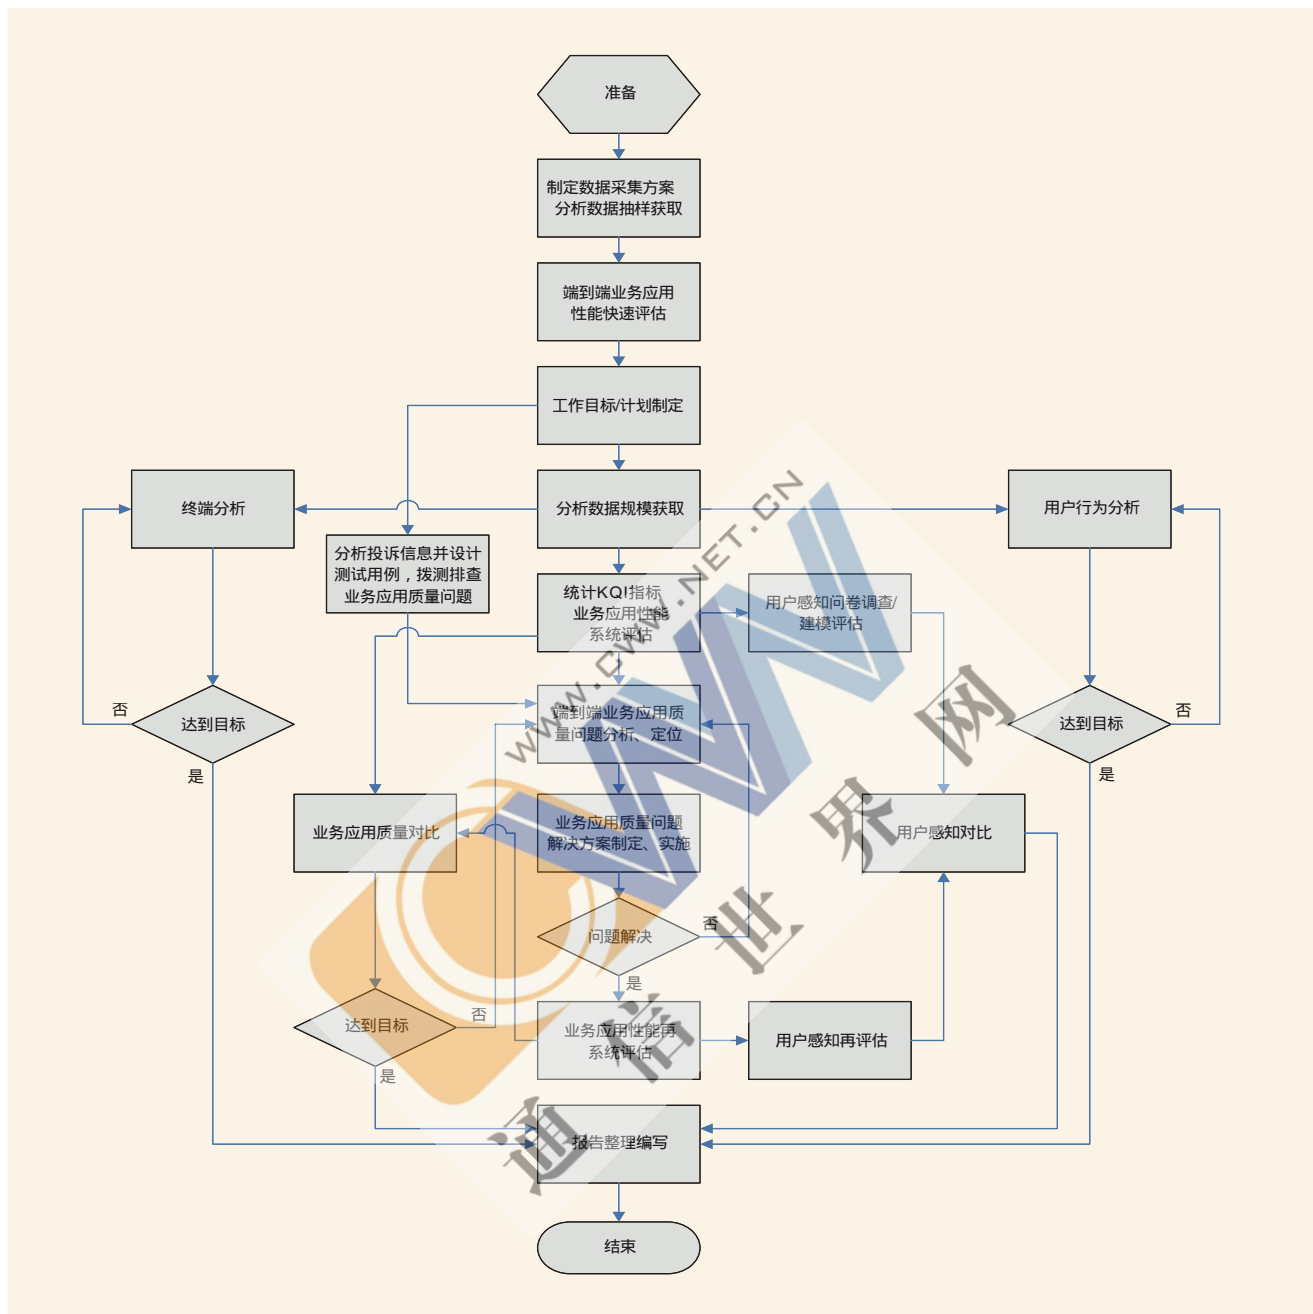 准备
制定数据采集方案
分析数据抽样获取
端到端业务应用
性能快速评估
工作目标/计划制定
终端分析
分析数据规模获取
用户行为分析
分析投诉信息并设计
测试用例，拨测排查
业务应用质量问题
统计KQI指标
业务应用性能
系统评估
用户感知问卷调查/
建模评估
否
达到目标
是
端到端业务应用质
量问题分析、定位
达到目标
否
是
业务应用质量对比
业务应用质量问题
解决方案制定、实施
用户感知对比
问题解决
否
是
达到目标
否
是
业务应用性能再
系统评估
用户感知再评估
报告整理编写
结束
WWW.CWW.NET.CN
通信世界网